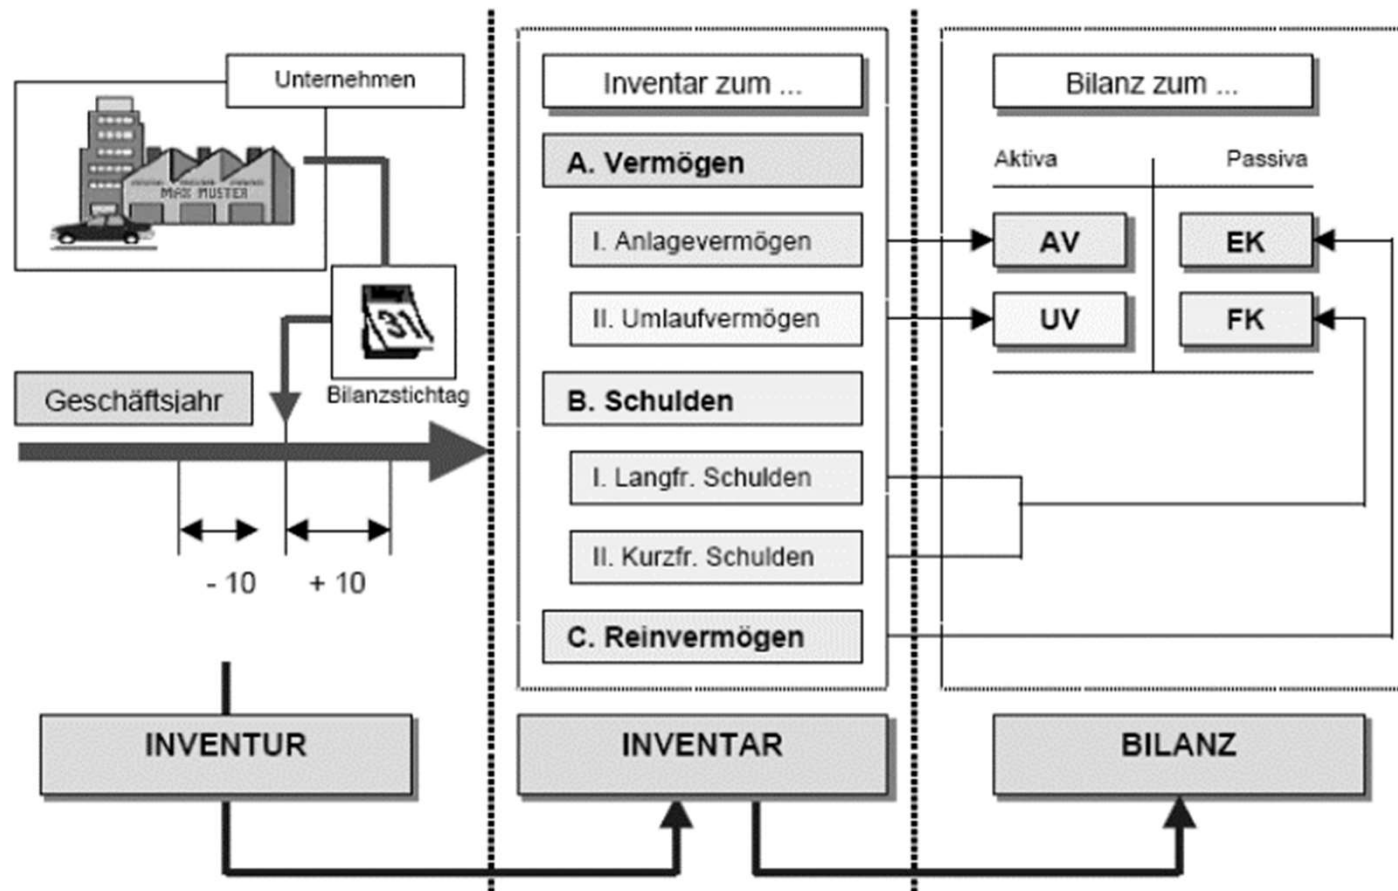 Unternehmen
MAX MUSTER
31
Bilanzstichtag
Geschäftsjahr
- 10
+ 10
INVENTUR
Inventar zum ...
A. Vermögen
I. Anlagevermögen
II. Umlaufvermögen
B. Schulden
I. Langfr. Schulden
II. Kurzfr. Schulden
C. Reinvermögen
INVENTAR
Bilanz zum ...
Aktiva
Passiva
AV
EK
UV
FK
BILANZ